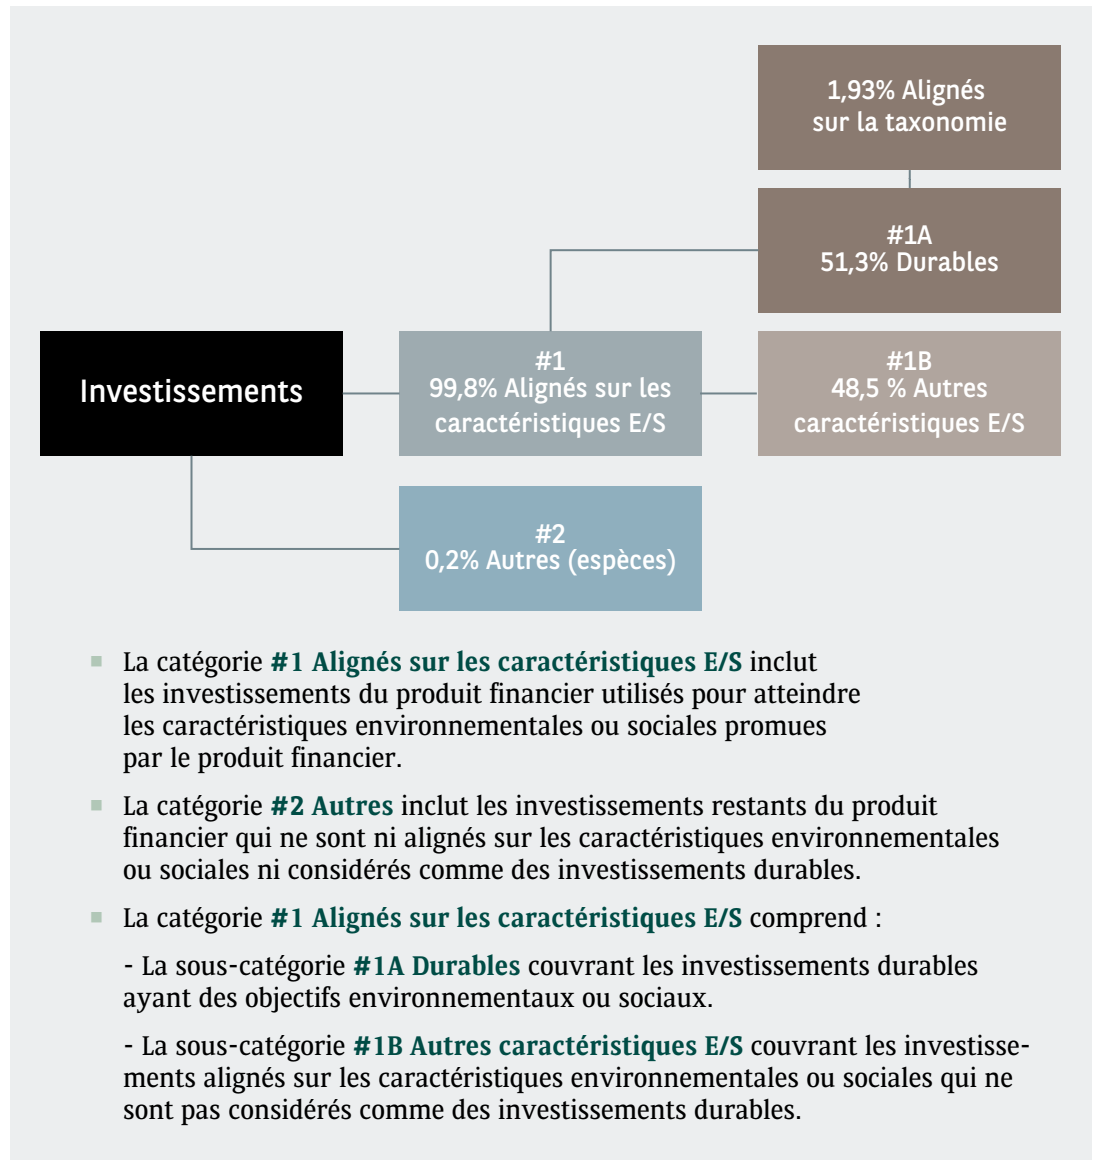 1,93% Alignés
sur la taxonomie
#1A
51,3% Durables
Investissements
#1
99,8% Alignés sur les
caractéristiques E/S
#1B
48,5 % Autres
caractéristiques E/S
#2
0,2% Autres (espèces)
La catégorie #1 Alignés sur les caractéristiques E/S inclut
les investissements du produit financier utilisés pour atteindre
les caractéristiques environnementales ou sociales promues
par le produit financier.
La catégorie #2 Autres inclut les investissements restants du produit
financier qui ne sont ni alignés sur les caractéristiques environnementales
ou sociales ni considérés comme des investissements durables.
La catégorie #1 Alignés sur les caractéristiques E/S comprend :
- La sous-catégorie #1A Durables couvrant les investissements durables
ayant des objectifs environnementaux ou sociaux.
- La sous-catégorie #1B Autres caractéristiques E/S couvrant les investisse-
ments alignés sur les caractéristiques environnementales ou sociales qui ne
sont pas considérés comme des investissements durables.